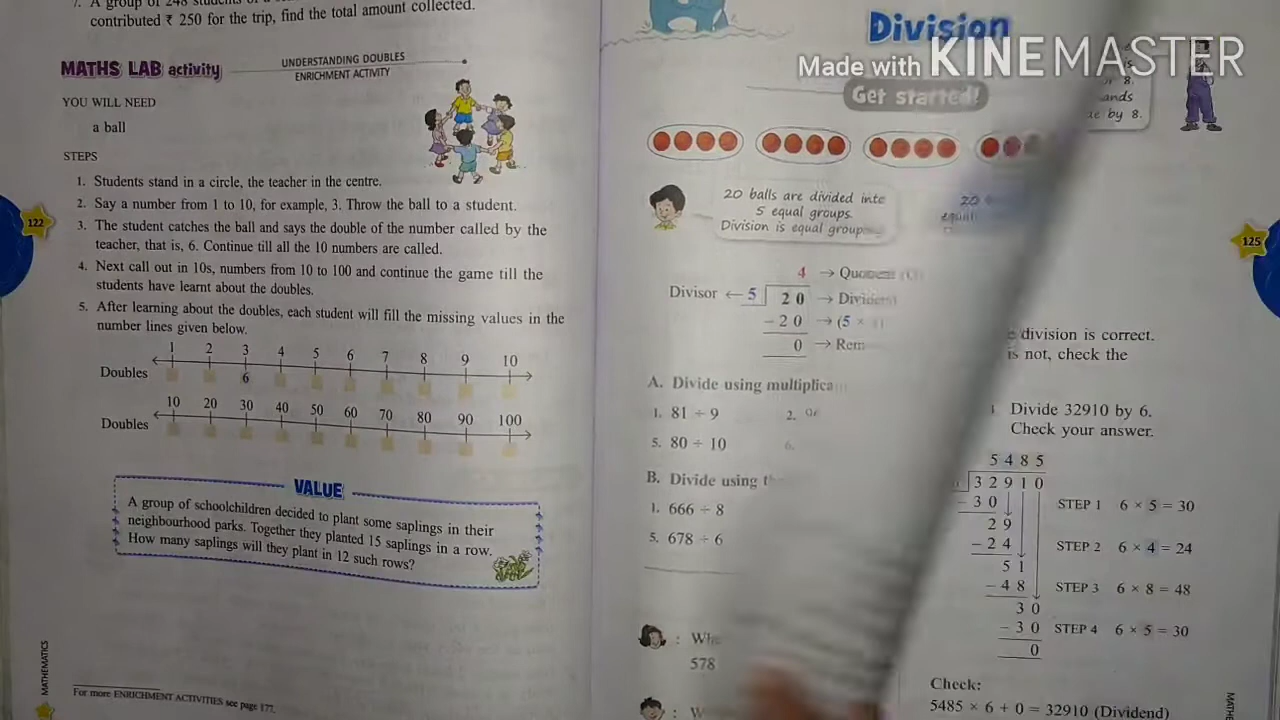 7. A group of 248
contributed ₹ 250 for the trip, find the total amount collected.
MATHS LAB activity
UNDERSTANDING DOUBLES
ENRICHMENT ACTIVITY
YOU WILL NEED
a ball
STEPS
1. Students stand in a circle, the teacher in the centre.
2. Say a number from 1 to 10, for example, 3. Throw the ball to a student.
3. The student catches the ball and says the double of the number called by the
teacher, that is, 6. Continue till all the 10 numbers are called.
4. Next call out in 10s, numbers from 10 to 100 and continue the game till the
students have learnt about the doubles.
5. After learning about the doubles, each student will fill the missing values in the
number lines given below.
1 2 3 4 5 6 7 8 9 10
Doubles 6
10 20 30 40 50 60 70 80 90 100
Doubles
VALUE
A group of schoolchildren decided to plant some saplings in their
neighbourhood parks. Together they planted 15 saplings in a row.
How many saplings will they plant in 12 such rows?
For more ENRICHMENT ACTIVITIES see page 177.
MATHEMATICS
122
Division
Made with KINEMASTER
Get started!
8.
by 8.
20 balls are divided into
5 equal groups.
Division is equal
20
4 →
Divisor ← 5 20 →
− 2 0 → (5 ×
0 →
A. Divide using
1. 81 ÷ 9 2.
5. 80 ÷ 10 6.
B. Divide using
1. 666 ÷ 8
5. 678 ÷ 6
578
125
division is correct.
is not, check the
Divide 32910 by 6.
Check your answer.
5 4 8 5
3 2 9 1 0
− 3 0 STEP 1 6 × 5 = 30
2 9
− 2 4 STEP 2 6 × 4 = 24
5 1
− 4 8 STEP 3 6 × 8 = 48
3 0
− 3 0 STEP 4 6 × 5 = 30
0
Check:
5485 × 6 + 0 = 32910 (Dividend)